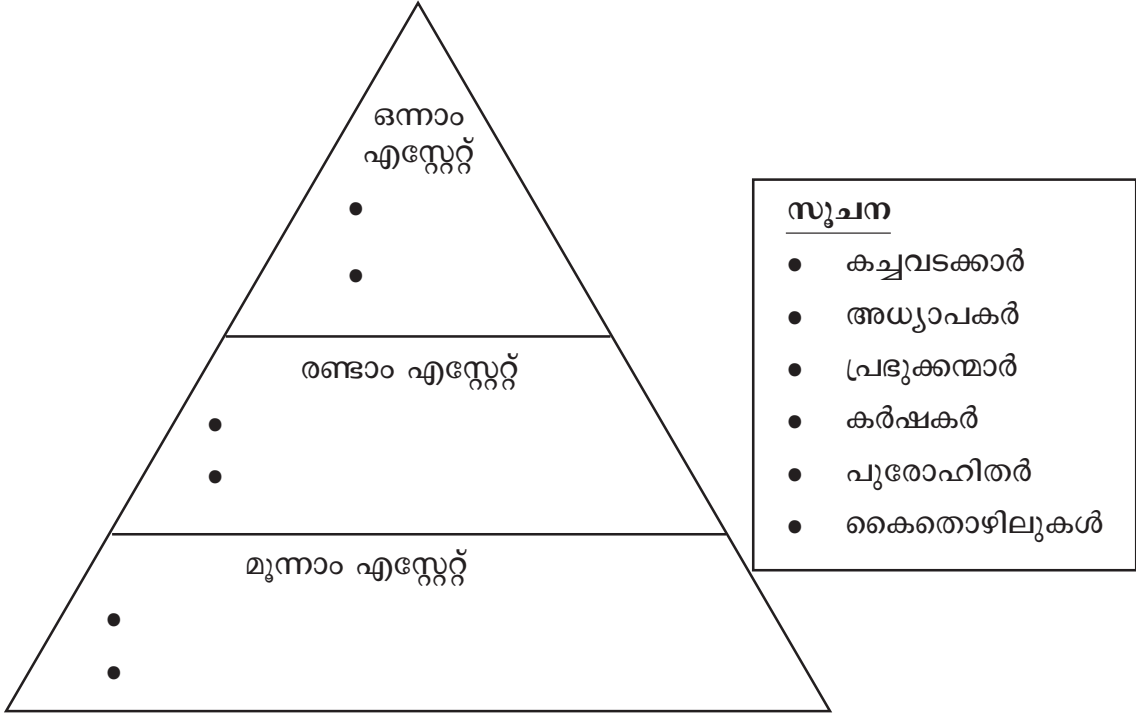 ഒന്നാം
എസ്റ്റേറ്റ്
•
•
രണ്ടാം എസ്റ്റേറ്റ്
•
•
മൂന്നാം എസ്റ്റേറ്റ്
•
•
സൂചന
• കച്ചവടക്കാർ
• അധ്യാപകർ
• പ്രഭുക്കന്മാർ
• കർഷകർ
• പുരോഹിതർ
• കൈതൊഴിലുകൾ